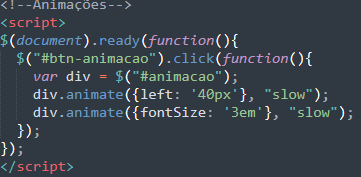 <!--Animações-->
<script>
$(document).ready(function(){
  $("#btn-animacao").click(function(){
    var div = $("#animacao");
    div.animate({left: '40px'}, "slow");
    div.animate({fontSize: '3em'}, "slow");
  });
});
</script>